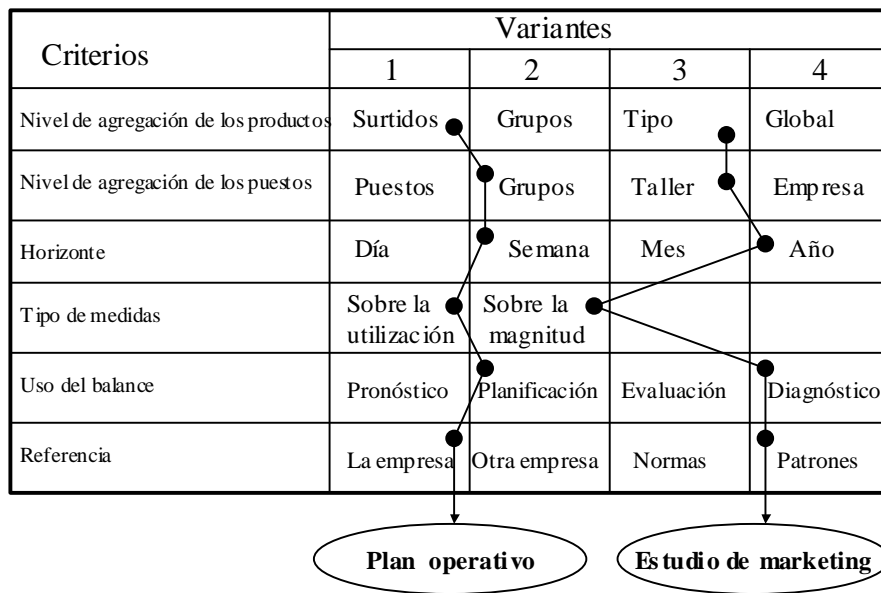 Criterios
Variantes
1 2 3 4
Nivel de agregación de los productos Surtidos Grupos Tipo Global
Nivel de agregación de los puestos Puestos Grupos Taller Empresa
Horizonte Día Semana Mes Año
Tipo de medidas Sobre la utilización Sobre la magnitud
Uso del balance Pronóstico Planificación Evaluación Diagnóstico
Referencia La empresa Otra empresa Normas Patrones
Plan operativo Estudio de marketing